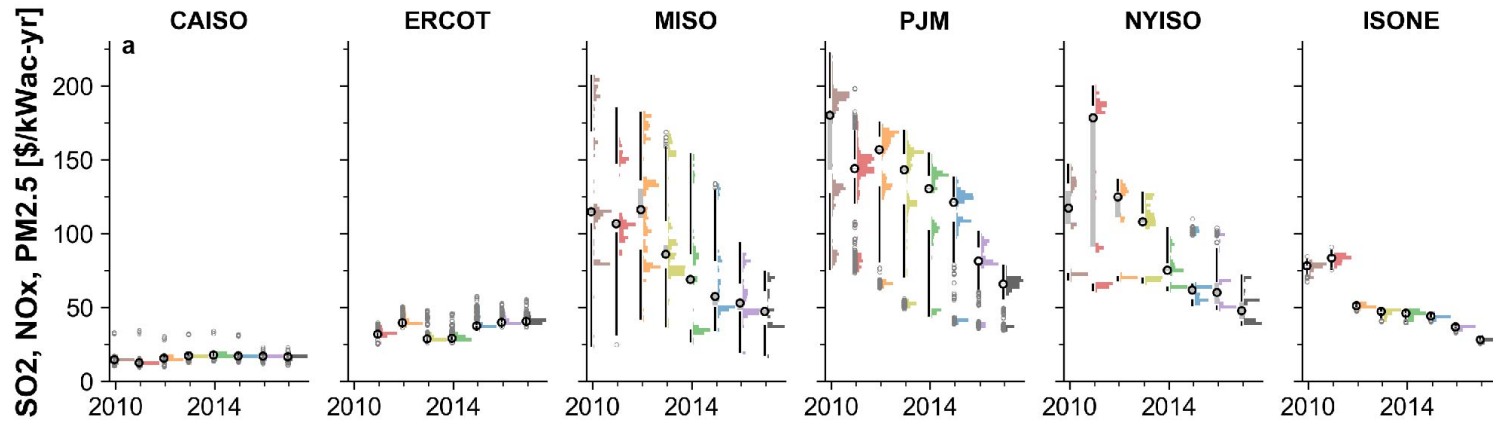 CAISO ERCOT MISO PJM NYISO ISONE
a
SO2, NOx, PM2.5 [$/kWac-yr]
200
150
100
50
0
2010 2014 2010 2014 2010 2014 2010 2014 2010 2014 2010 2014